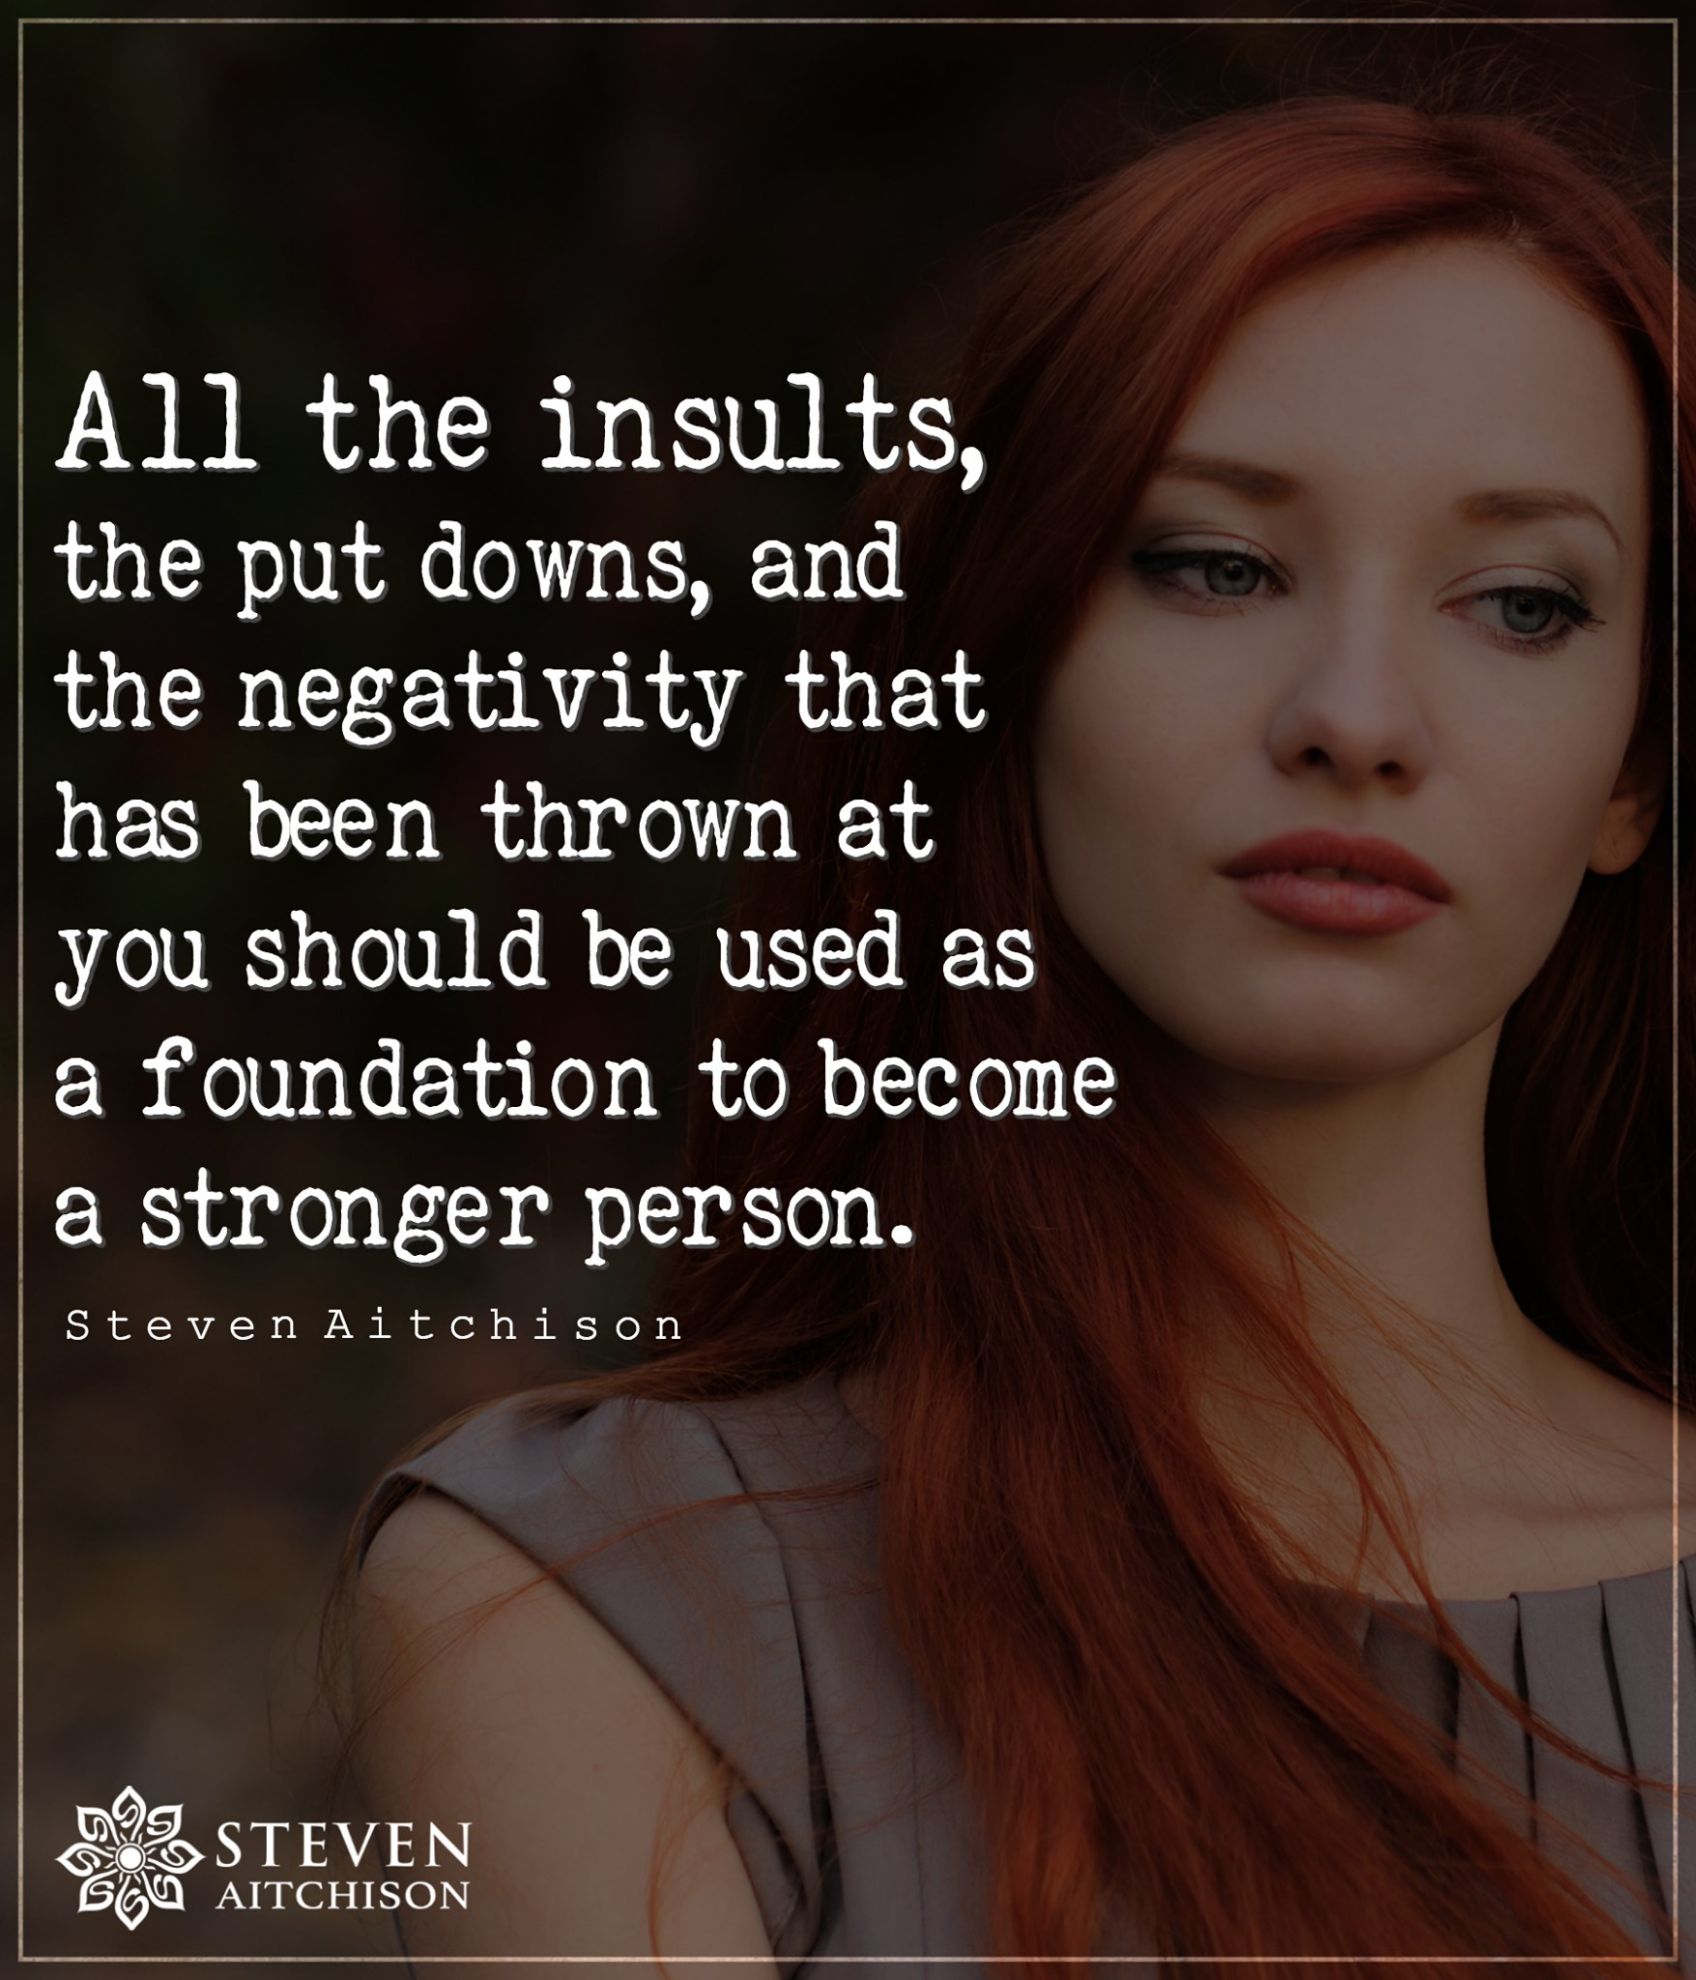 All the insults,
the put downs, and
the negativity that
has been thrown at
you should be used as
a foundation to become
a stronger person.
Steven Aitchison
STEVEN
AITCHISON